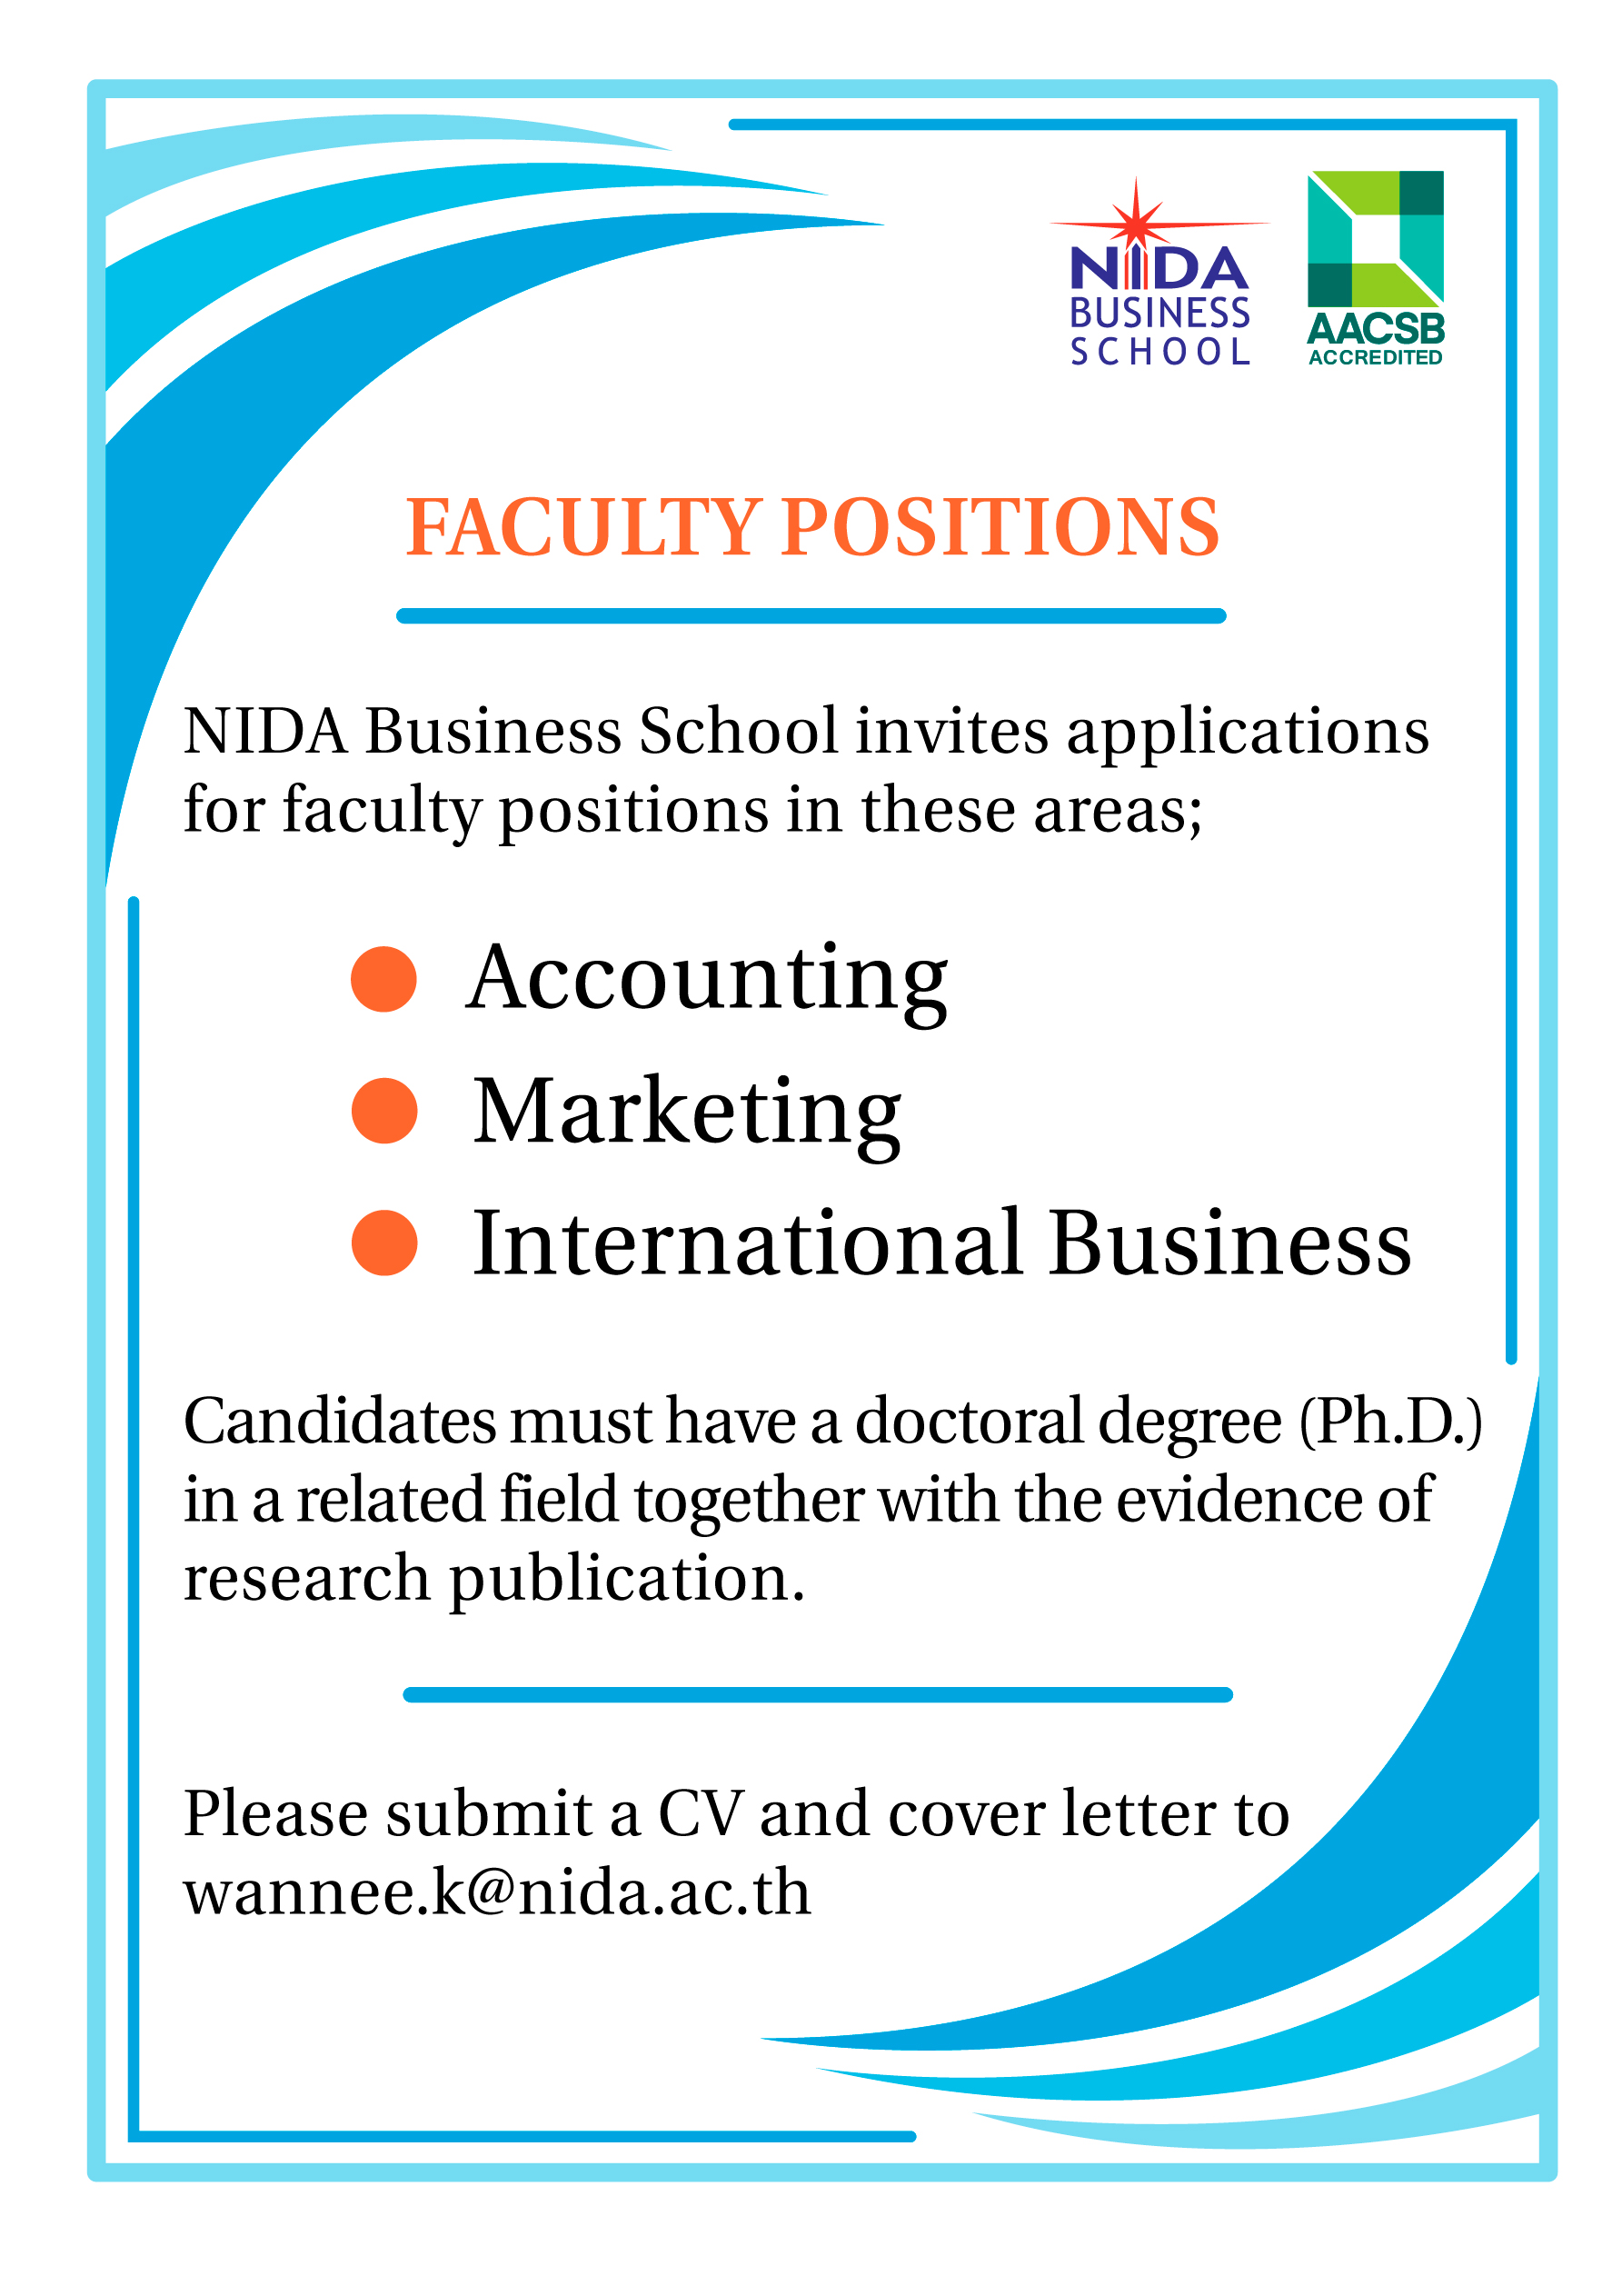 NIDA
BUSINESS
SCHOOL
AACSB
ACCREDITED
FACULTY POSITIONS
NIDA Business School invites applications
for faculty positions in these areas;
Accounting
Marketing
International Business
Candidates must have a doctoral degree (Ph.D.)
in a related field together with the evidence of
research publication.
Please submit a CV and cover letter to
wannee.k@nida.ac.th